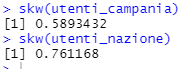 > skw(utenti_campania)
[1] 0.5893432
> skw(utenti_nazione)
[1] 0.761168
>